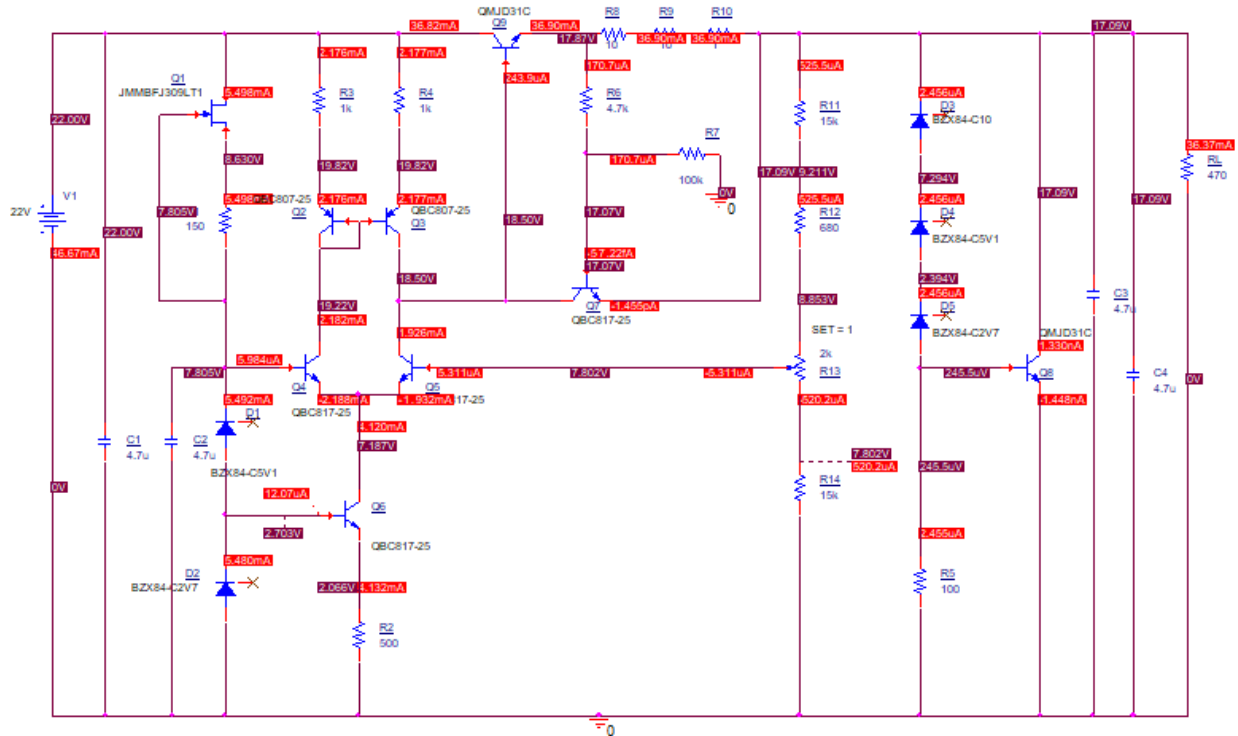 QMJD31C
36.82mA
Q9
36.90mA
R8
R9
R10
17.87V
10
36.90mA
10
36.90mA
1
17.09V
2.176mA
2.177mA
243.9uA
170.7uA
525.5uA
Q1
JMMBFJ309LT1
5.498mA
R3
1k
R4
1k
R6
4.7k
R11
15k
2.456uA
D3
BZX84-C10
22.00V
R7
100k
36.37mA
RL
470
8.630V
19.82V
19.82V
170.7uA
17.09V
9.211V
7.294V
17.09V
17.09V
0V
0
V1
22V
7.805V
5.498mA
150
QBC807-25
2.176mA
Q2
2.177mA
QBC807-25
Q3
18.50V
17.07V
525.5uA
R12
680
2.456uA
D4
BZX84-C5V1
22.00V
46.67mA
-57.22fA
17.07V
18.50V
2.394V
2.456uA
D5
BZX84-C2V7
19.22V
2.182mA
1.926mA
Q7
QBC817-25
-1.455pA
8.853V
SET = 1
2k
R13
C3
4.7u
QMJD31C
1.330nA
5.984uA
7.805V
Q4
QBC817-25
-2.188mA
Q5
-1.932mA
5.311uA
7.802V
-5.311uA
245.5uV
Q8
-1.448nA
C4
4.7u
0V
5.492mA
D1
BZX84-C5V1
520.2uA
4.120mA
7.187V
C1
4.7u
C2
4.7u
7.802V
520.2uA
R14
15k
245.5uV
0V
12.07uA
2.703V
Q6
QBC817-25
5.480mA
D2
BZX84-C2V7
2.455uA
R5
100
2.066V
4.132mA
R2
500
0